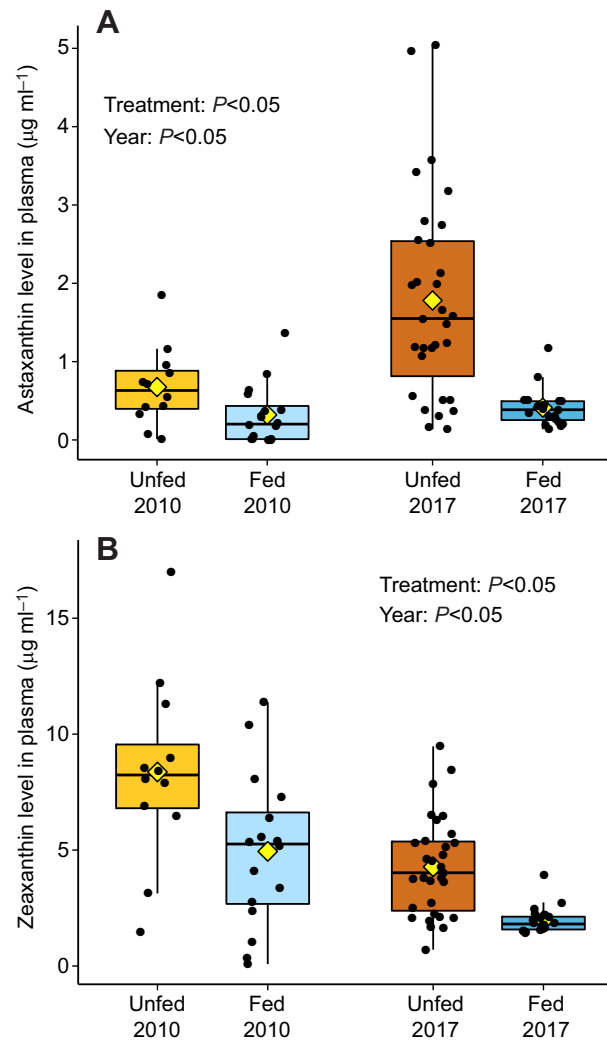 A
Astaxanthin level in plasma (μg ml⁻¹)
5
4
3
2
1
0
Treatment: P<0.05
Year: P<0.05
Unfed
2010
Fed
2010
Unfed
2017
Fed
2017
B
Zeaxanthin level in plasma (μg ml⁻¹)
15
10
5
0
Treatment: P<0.05
Year: P<0.05
Unfed
2010
Fed
2010
Unfed
2017
Fed
2017